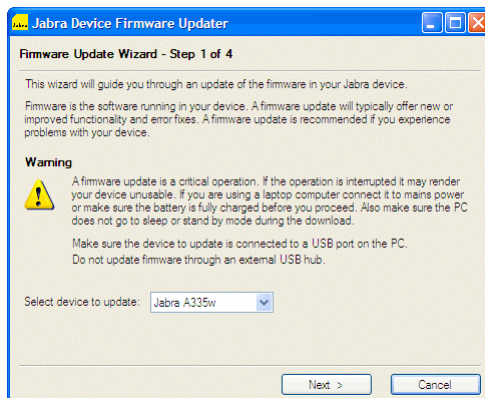 Jabra Device Firmware Updater
Firmware Update Wizard - Step 1 of 4
This wizard will guide you through an update of the firmware in your Jabra device.
Firmware is the software running in your device. A firmware update will typically offer new or
improved functionality and error fixes. A firmware update is recommended if you experience
problems with your device.
Warning
A firmware update is a critical operation. If the operation is interrupted it may render
your device unusable. If you are using a laptop computer connect it to mains power
or make sure the battery is fully charged before you proceed. Also make sure the PC
does not go to sleep or stand by mode during the download.
Make sure the device to update is connected to a USB port on the PC.
Do not update firmware through an external USB hub.
Select device to update: Jabra A335w
Next > Cancel